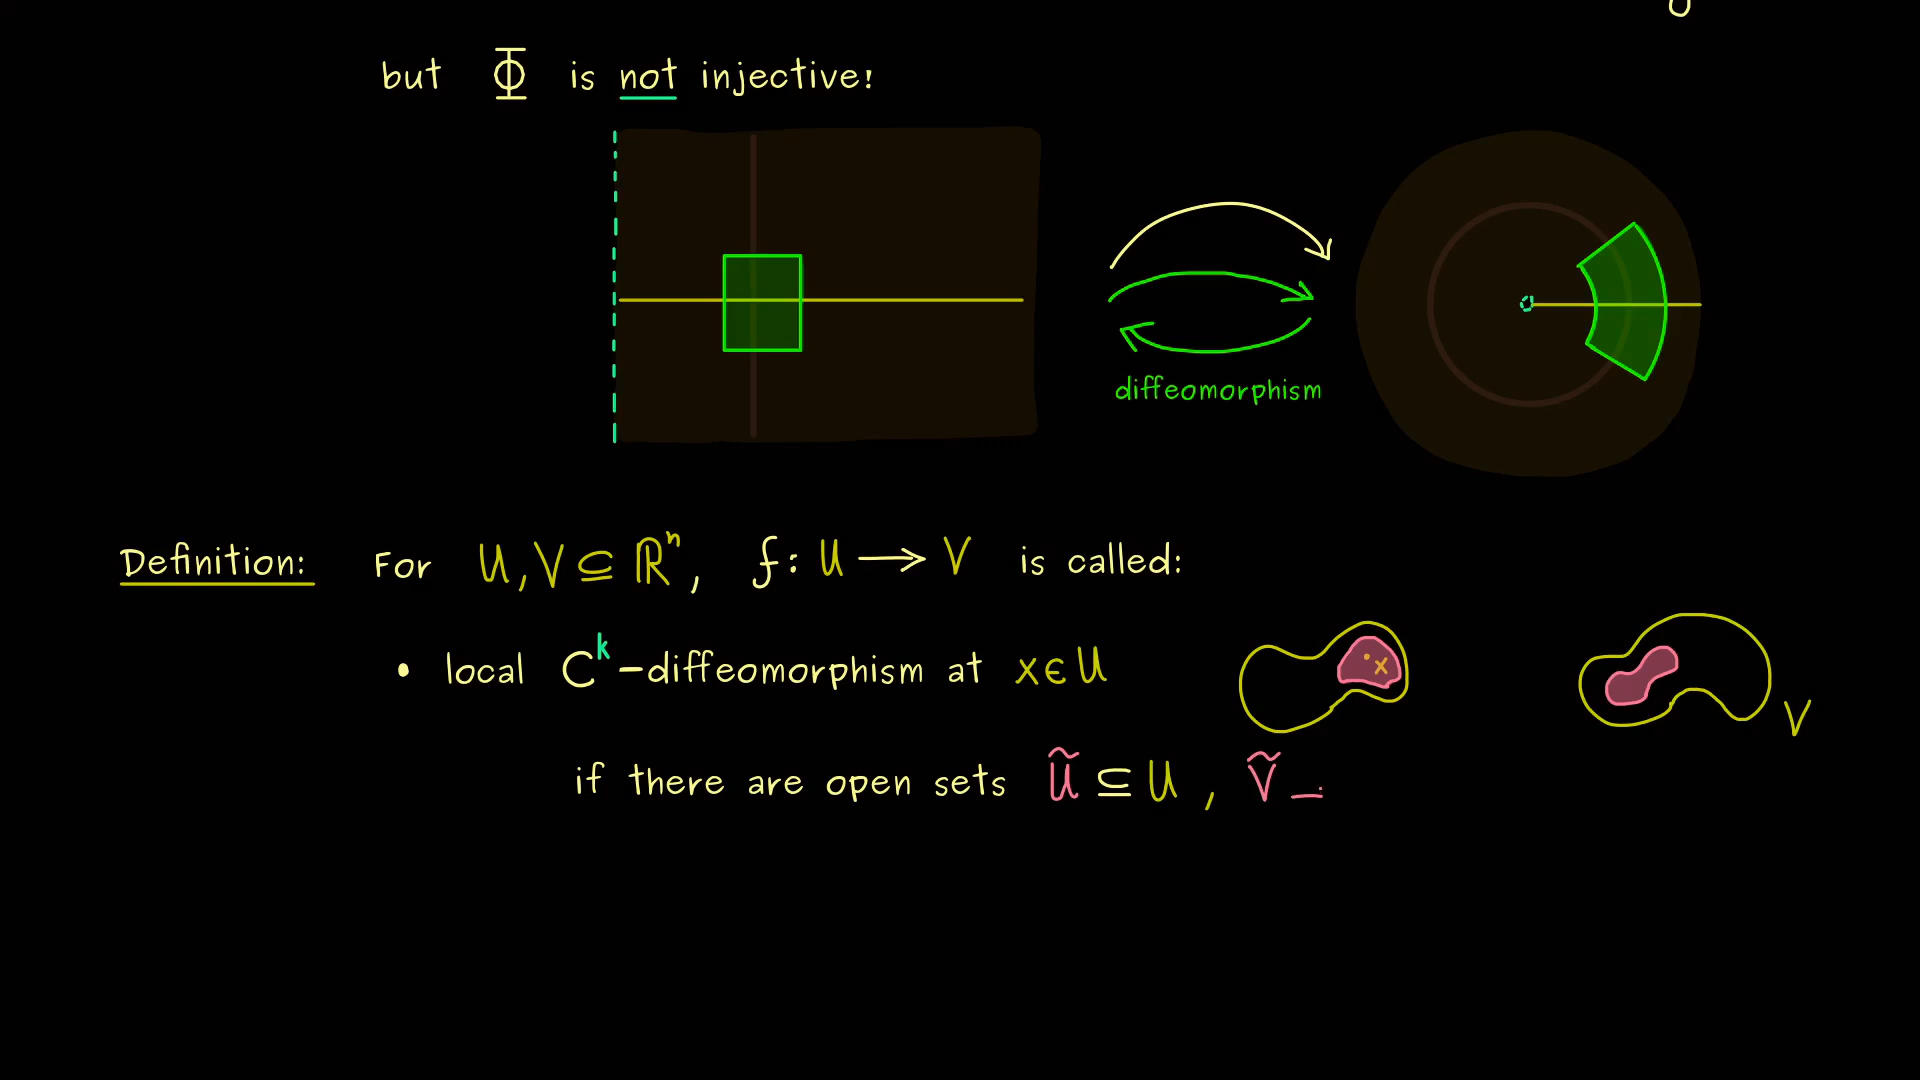 but Φ is not injective!
diffeomorphism
Definition: For U, V ⊆ ℝⁿ, f: U → V is called:
• local Cᵏ-diffeomorphism at x ∈ U
x
V
if there are open sets Ũ ⊆ U, Ṽ